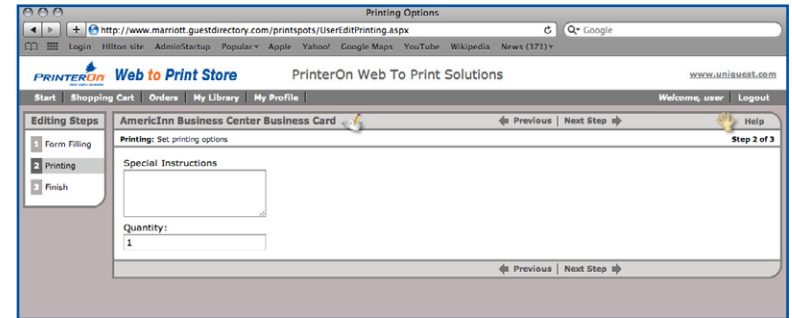 Printing Options
http://www.marriott.guestdirectory.com/printspots/UserEditPrinting.aspx
Google
Login Hilton site AdminStartup Popular Apple Yahoo! Google Maps YouTube Wikipedia News (171)
PRINTERON Web to Print Store PrinterOn Web To Print Solutions www.uniguest.com
Start Shopping Cart Orders My Library My Profile Welcome, user Logout
Editing Steps AmericInn Business Center Business Card Previous Next Step Help
1 Form Filling Printing: Set printing options Step 2 of 3
2 Printing Special Instructions
3 Finish
Quantity:
1
Previous Next Step